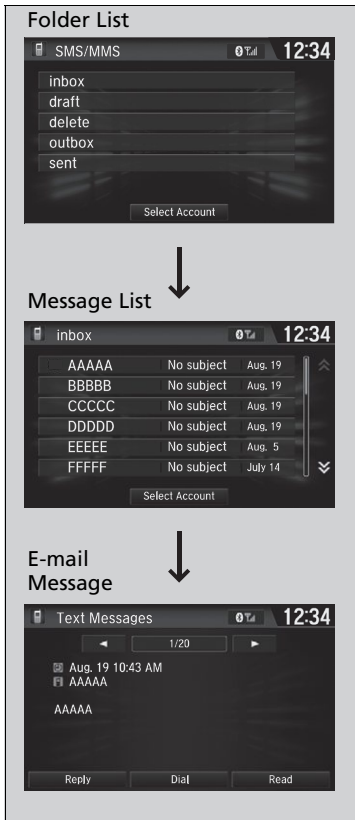 Folder List
SMS/MMS 12:34
inbox
draft
delete
outbox
sent
Select Account
Message List
inbox 12:34
AAAAA No subject Aug. 19
BBBBB No subject Aug. 19
CCCCC No subject Aug. 19
DDDDD No subject Aug. 19
EEEEE No subject Aug. 5
FFFFF No subject July 14
Select Account
E-mail
Message
Text Messages 12:34
1/20
Aug. 19 10:43 AM
AAAAA
AAAAA
Reply Dial Read